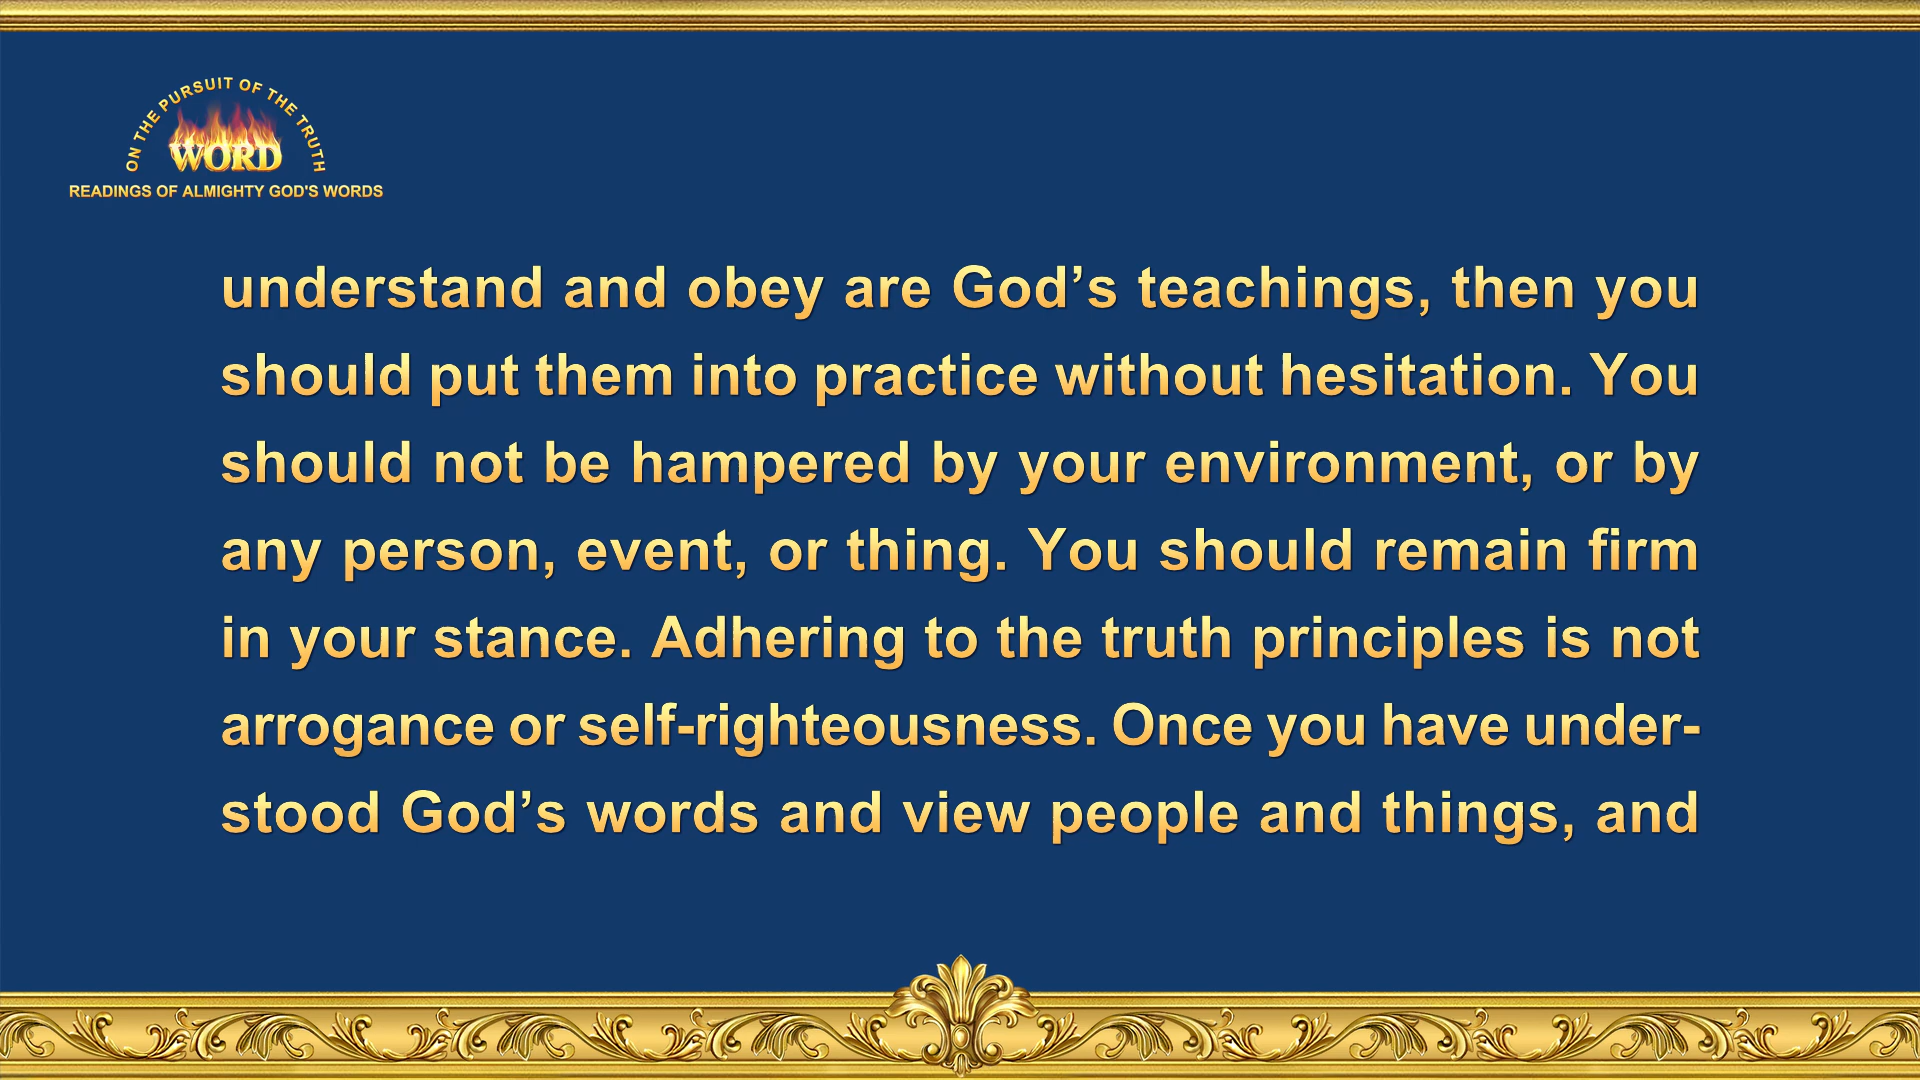 ON THE PURSUIT OF THE TRUTH
WORD
READINGS OF ALMIGHTY GOD'S WORDS
understand and obey are God’s teachings, then you
should put them into practice without hesitation. You
should not be hampered by your environment, or by
any person, event, or thing. You should remain firm
in your stance. Adhering to the truth principles is not
arrogance or self-righteousness. Once you have under-
stood God’s words and view people and things, and